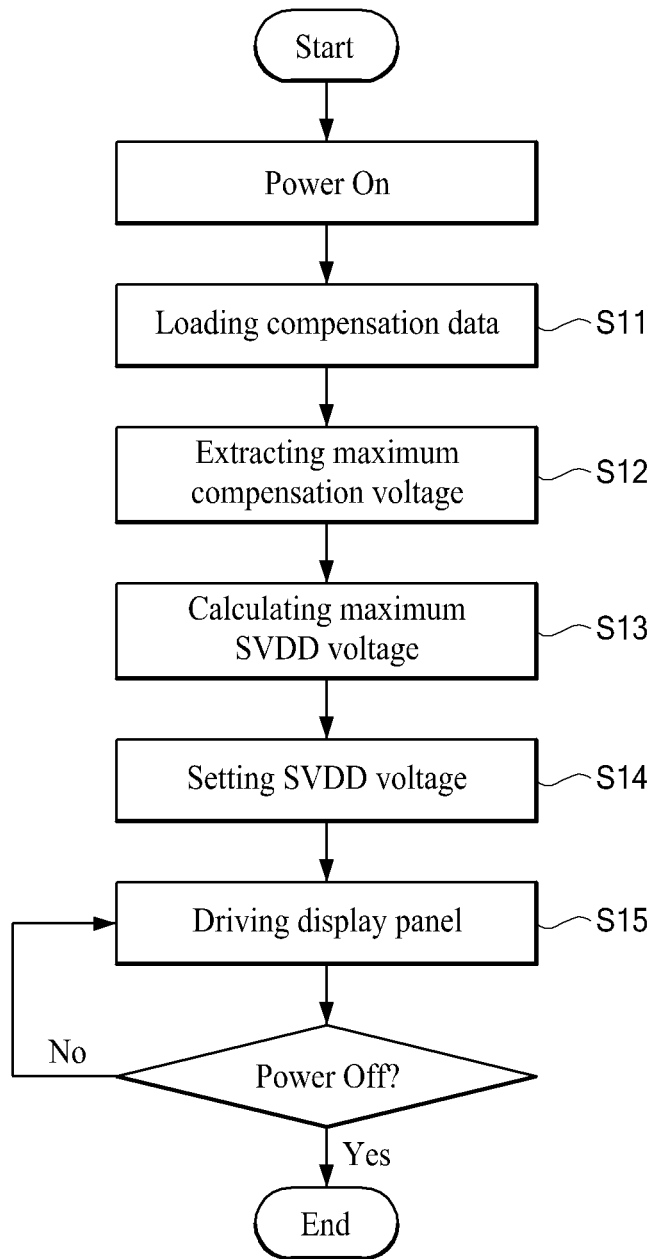 Start
Power On
Loading compensation data
S11
Extracting maximum
compensation voltage
S12
Calculating maximum
SVDD voltage
S13
Setting SVDD voltage
S14
Driving display panel
S15
No
Power Off?
Yes
End